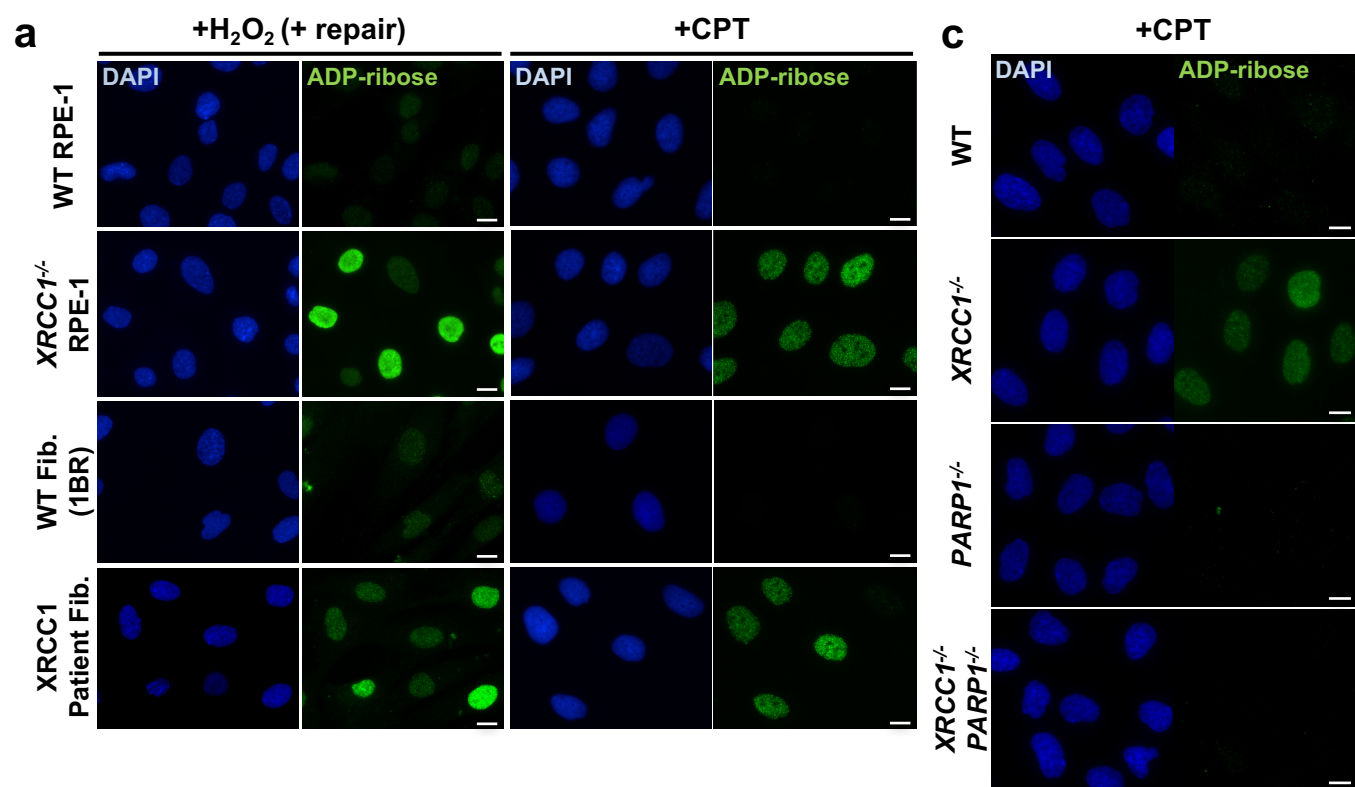 a
+H₂O₂ (+ repair)
+CPT
DAPI
ADP-ribose
DAPI
ADP-ribose
WT RPE-1
XRCC1-/-
RPE-1
WT Fib.
(1BR)
XRCC1
Patient Fib.
c
+CPT
DAPI
ADP-ribose
WT
XRCC1-/-
PARP1-/-
XRCC1-/-
PARP1-/-